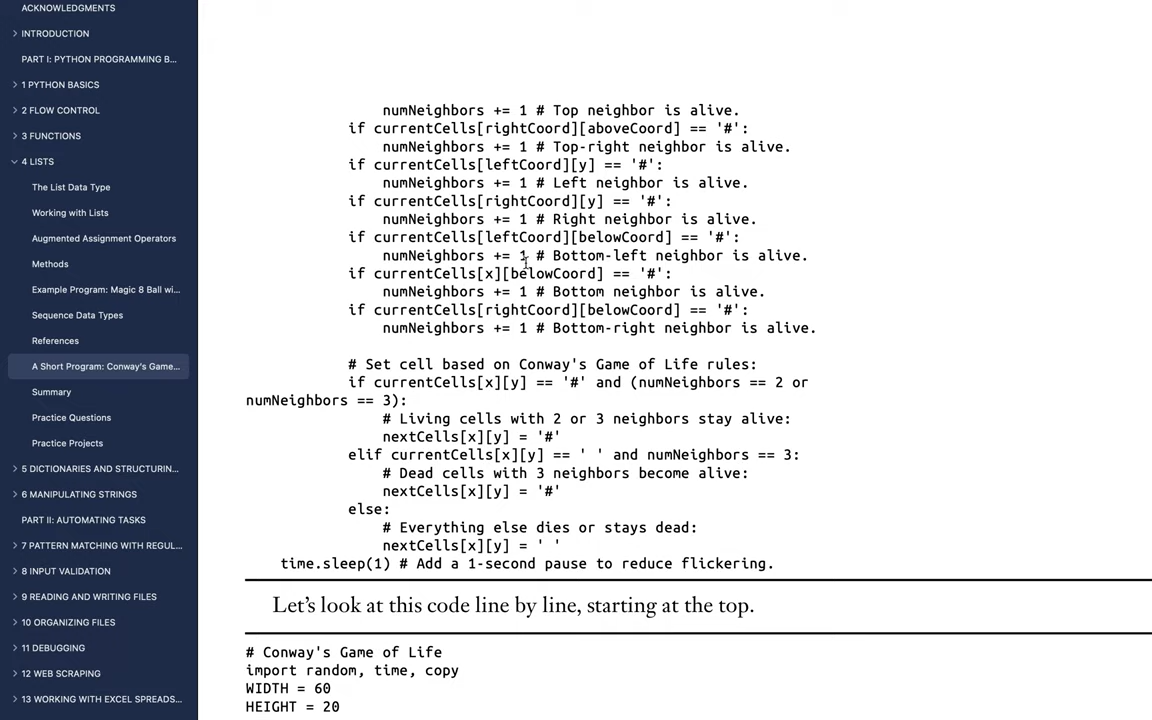 ACKNOWLEDGMENTS
INTRODUCTION
PART I: PYTHON PROGRAMMING B...
1 PYTHON BASICS
2 FLOW CONTROL
3 FUNCTIONS
4 LISTS
The List Data Type
Working with Lists
Augmented Assignment Operators
Methods
Example Program: Magic 8 Ball wi...
Sequence Data Types
References
A Short Program: Conway's Game...
Summary
Practice Questions
Practice Projects
5 DICTIONARIES AND STRUCTURIN...
6 MANIPULATING STRINGS
PART II: AUTOMATING TASKS
7 PATTERN MATCHING WITH REGUL...
8 INPUT VALIDATION
9 READING AND WRITING FILES
10 ORGANIZING FILES
11 DEBUGGING
12 WEB SCRAPING
13 WORKING WITH EXCEL SPREADS...
numNeighbors += 1 # Top neighbor is alive.
if currentCells[rightCoord][aboveCoord] == '#':
numNeighbors += 1 # Top-right neighbor is alive.
if currentCells[leftCoord][y] == '#':
numNeighbors += 1 # Left neighbor is alive.
if currentCells[rightCoord][y] == '#':
numNeighbors += 1 # Right neighbor is alive.
if currentCells[leftCoord][belowCoord] == '#':
numNeighbors += 1 # Bottom-left neighbor is alive.
if currentCells[x][belowCoord] == '#':
numNeighbors += 1 # Bottom neighbor is alive.
if currentCells[rightCoord][belowCoord] == '#':
numNeighbors += 1 # Bottom-right neighbor is alive.
# Set cell based on Conway's Game of Life rules:
if currentCells[x][y] == '#' and (numNeighbors == 2 or
numNeighbors == 3):
# Living cells with 2 or 3 neighbors stay alive:
nextCells[x][y] = '#'
elif currentCells[x][y] == ' ' and numNeighbors == 3:
# Dead cells with 3 neighbors become alive:
nextCells[x][y] = '#'
else:
# Everything else dies or stays dead:
nextCells[x][y] = ' '
time.sleep(1) # Add a 1-second pause to reduce flickering.
Let's look at this code line by line, starting at the top.
# Conway's Game of Life
import random, time, copy
WIDTH = 60
HEIGHT = 20